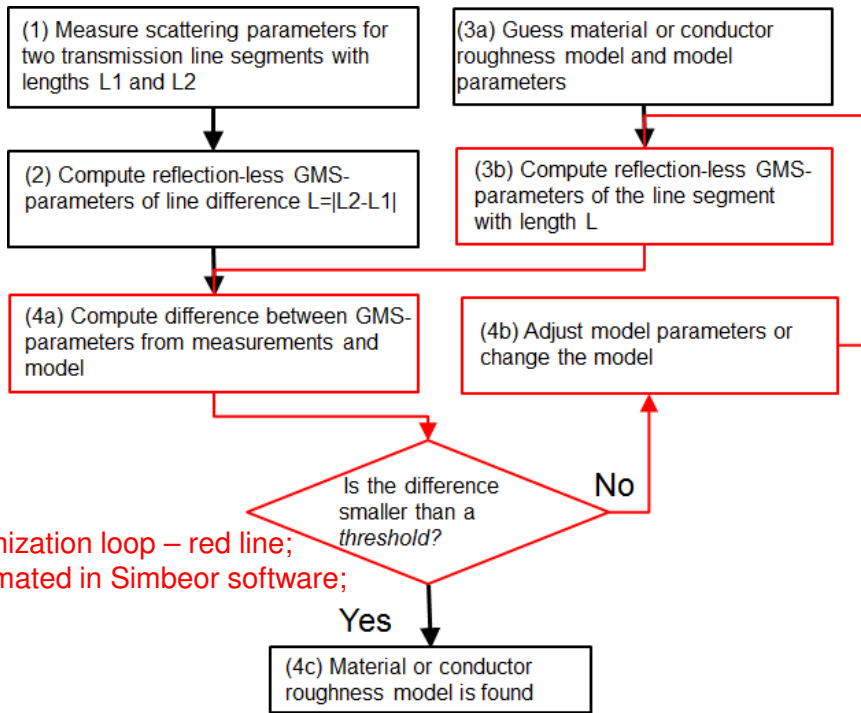 (1) Measure scattering parameters for
two transmission line segments with
lengths L1 and L2
(3a) Guess material or conductor
roughness model and model
parameters
(2) Compute reflection-less GMS-
parameters of line difference L=|L2-L1|
(3b) Compute reflection-less GMS-
parameters of the line segment
with length L
(4a) Compute difference between GMS-
parameters from measurements and
model
(4b) Adjust model parameters or
change the model
Is the difference
smaller than a
threshold?
No
mization loop – red line;
mated in Simbeor software;
Yes
(4c) Material or conductor
roughness model is found